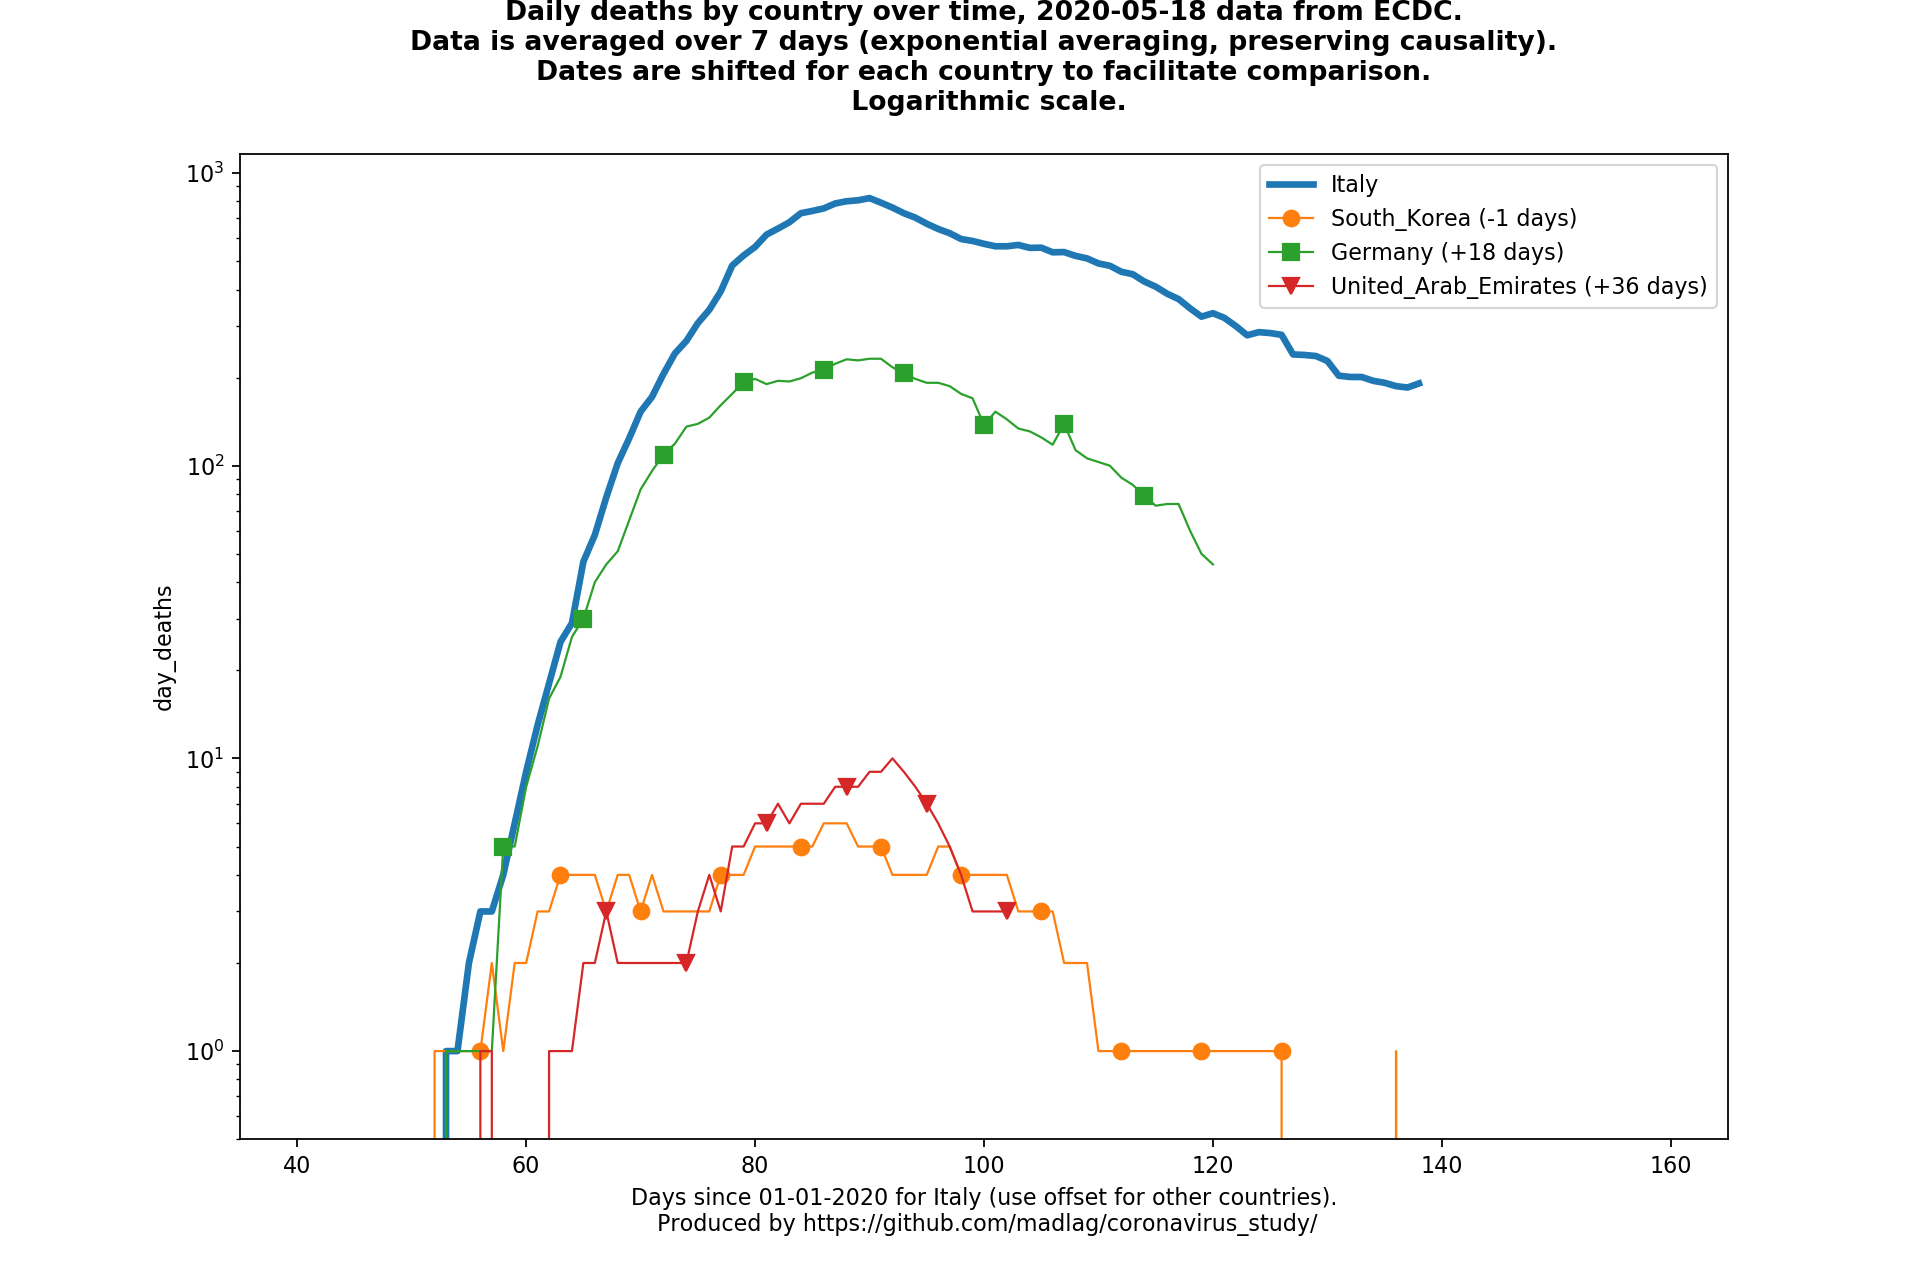 Daily deaths by country over time, 2020-05-18 data from ECDC.
Data is averaged over 7 days (exponential averaging, preserving causality).
Dates are shifted for each country to facilitate comparison.
Logarithmic scale.
10³
10²
10¹
10⁰
day_deaths
Italy
South_Korea (-1 days)
Germany (+18 days)
United_Arab_Emirates (+36 days)
40 60 80 100 120 140 160
Days since 01-01-2020 for Italy (use offset for other countries).
Produced by https://github.com/madlag/coronavirus_study/